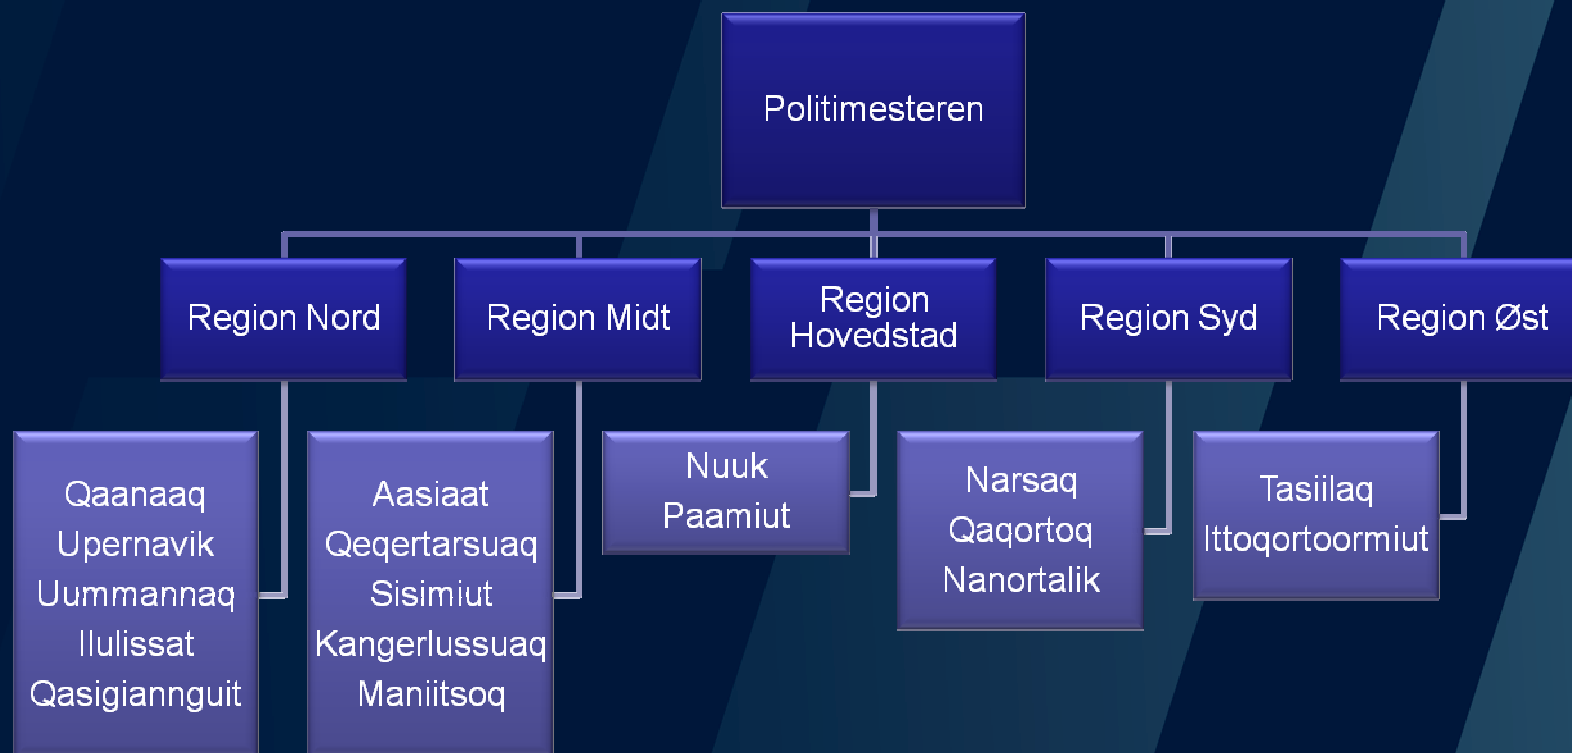 Politimesteren
Region Nord
Region Midt
Region
Hovedstad
Region Syd
Region Øst
Qaanaaq
Upernavik
Uummannaq
Ilulissat
Qasigiannguit
Aasiaat
Qeqertarsuaq
Sisimiut
Kangerlussuaq
Maniitsoq
Nuuk
Paamiut
Narsaq
Qaqortoq
Nanortalik
Tasiilaq
Ittoqortoormiut